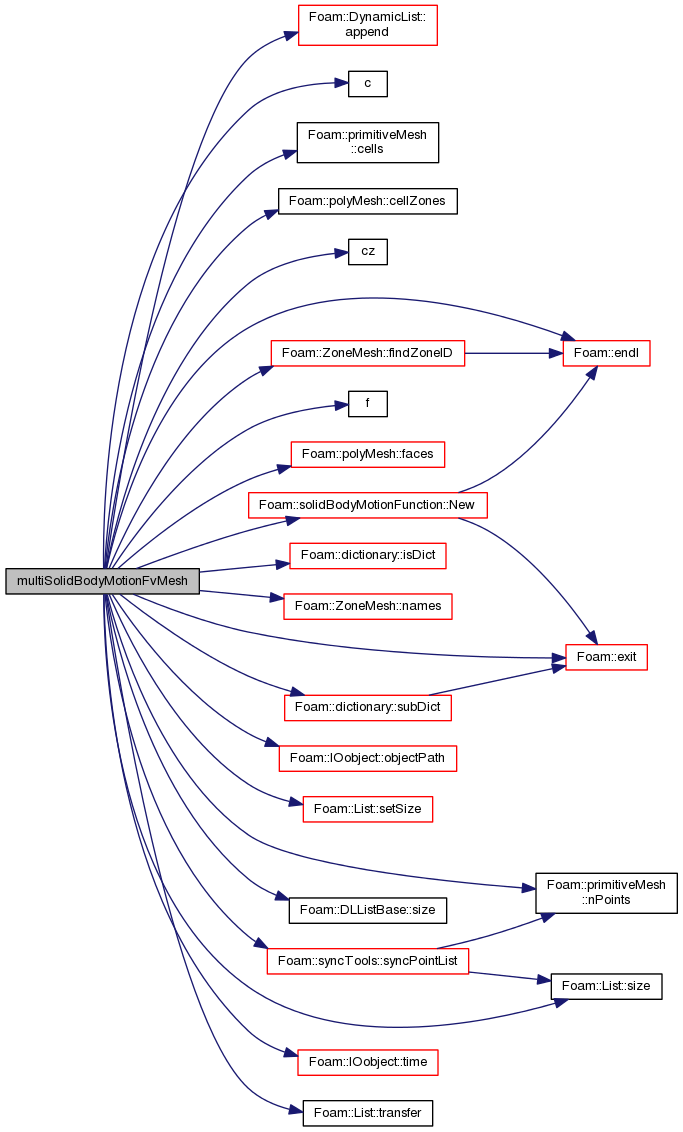 Foam::DynamicList::
append
c
Foam::primitiveMesh
::cells
Foam::polyMesh::cellZones
cz
Foam::ZoneMesh::findZoneID
Foam::endl
f
Foam::polyMesh::faces
Foam::solidBodyMotionFunction::New
Foam::dictionary::isDict
multiSolidBodyMotionFvMesh
Foam::ZoneMesh::names
Foam::exit
Foam::dictionary::subDict
Foam::IOobject::objectPath
Foam::List::setSize
Foam::primitiveMesh
::nPoints
Foam::DLListBase::size
Foam::syncTools::syncPointList
Foam::List::size
Foam::IOobject::time
Foam::List::transfer